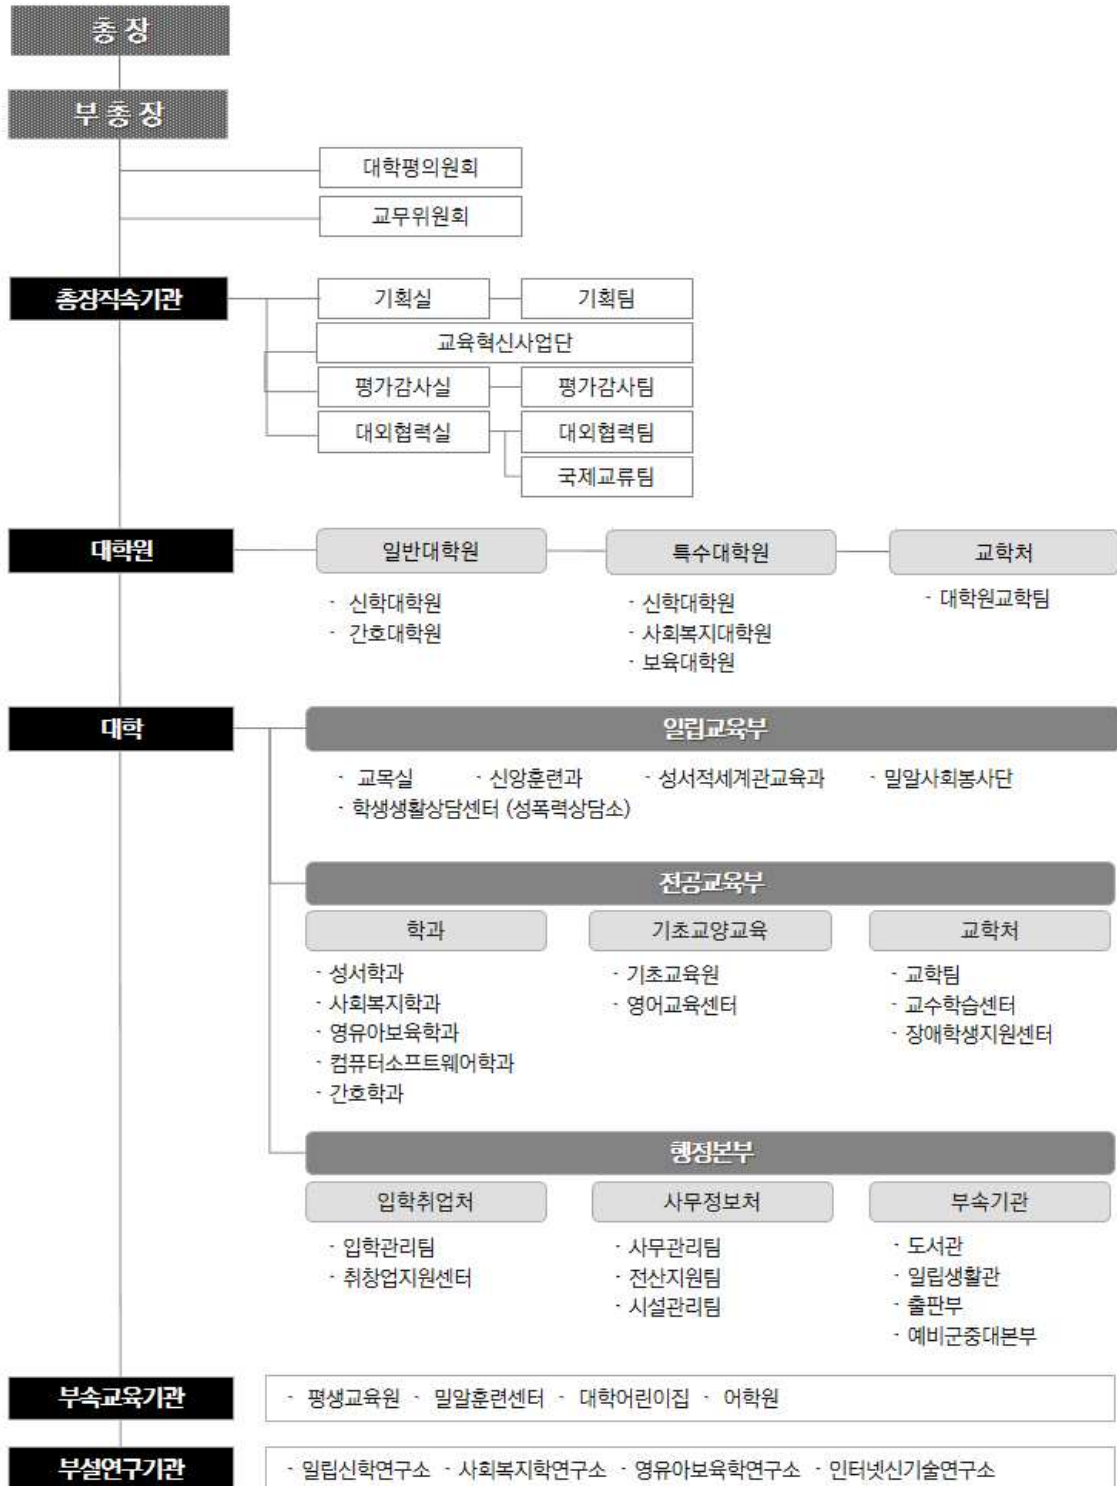 총 장
부 총 장
대학평의원회
교무위원회
총장직속기관
기획실 기획팀
교육혁신사업단
평가감사실 평가감사팀
대외협력실 대외협력팀
국제교류팀
대학원
일반대학원 특수대학원 교학처
- 신학대학원 - 신학대학원 - 대학원교학팀
- 간호대학원 - 사회복지대학원
- 보육대학원
대학
일립교육부
- 교목실 - 신앙훈련과 - 성서적세계관교육과 - 밀알사회봉사단
- 학생생활상담센터 (성폭력상담소)
전공교육부
학과 기초교양교육 교학처
- 성서학과 - 기초교육원 - 교학팀
- 사회복지학과 - 영어교육센터 - 교수학습센터
- 영유아보육학과 - 장애학생지원센터
- 컴퓨터소프트웨어학과
- 간호학과
행정본부
입학취업처 사무정보처 부속기관
- 입학관리팀 - 사무관리팀 - 도서관
- 취창업지원센터 - 전산지원팀 - 일립생활관
- 시설관리팀 - 출판부
- 예비군중대본부
부속교육기관
- 평생교육원 - 밀알훈련센터 - 대학어린이집 - 어학원
부설연구기관
- 일립신학연구소 - 사회복지학연구소 - 영유아보육학연구소 - 인터넷신기술연구소